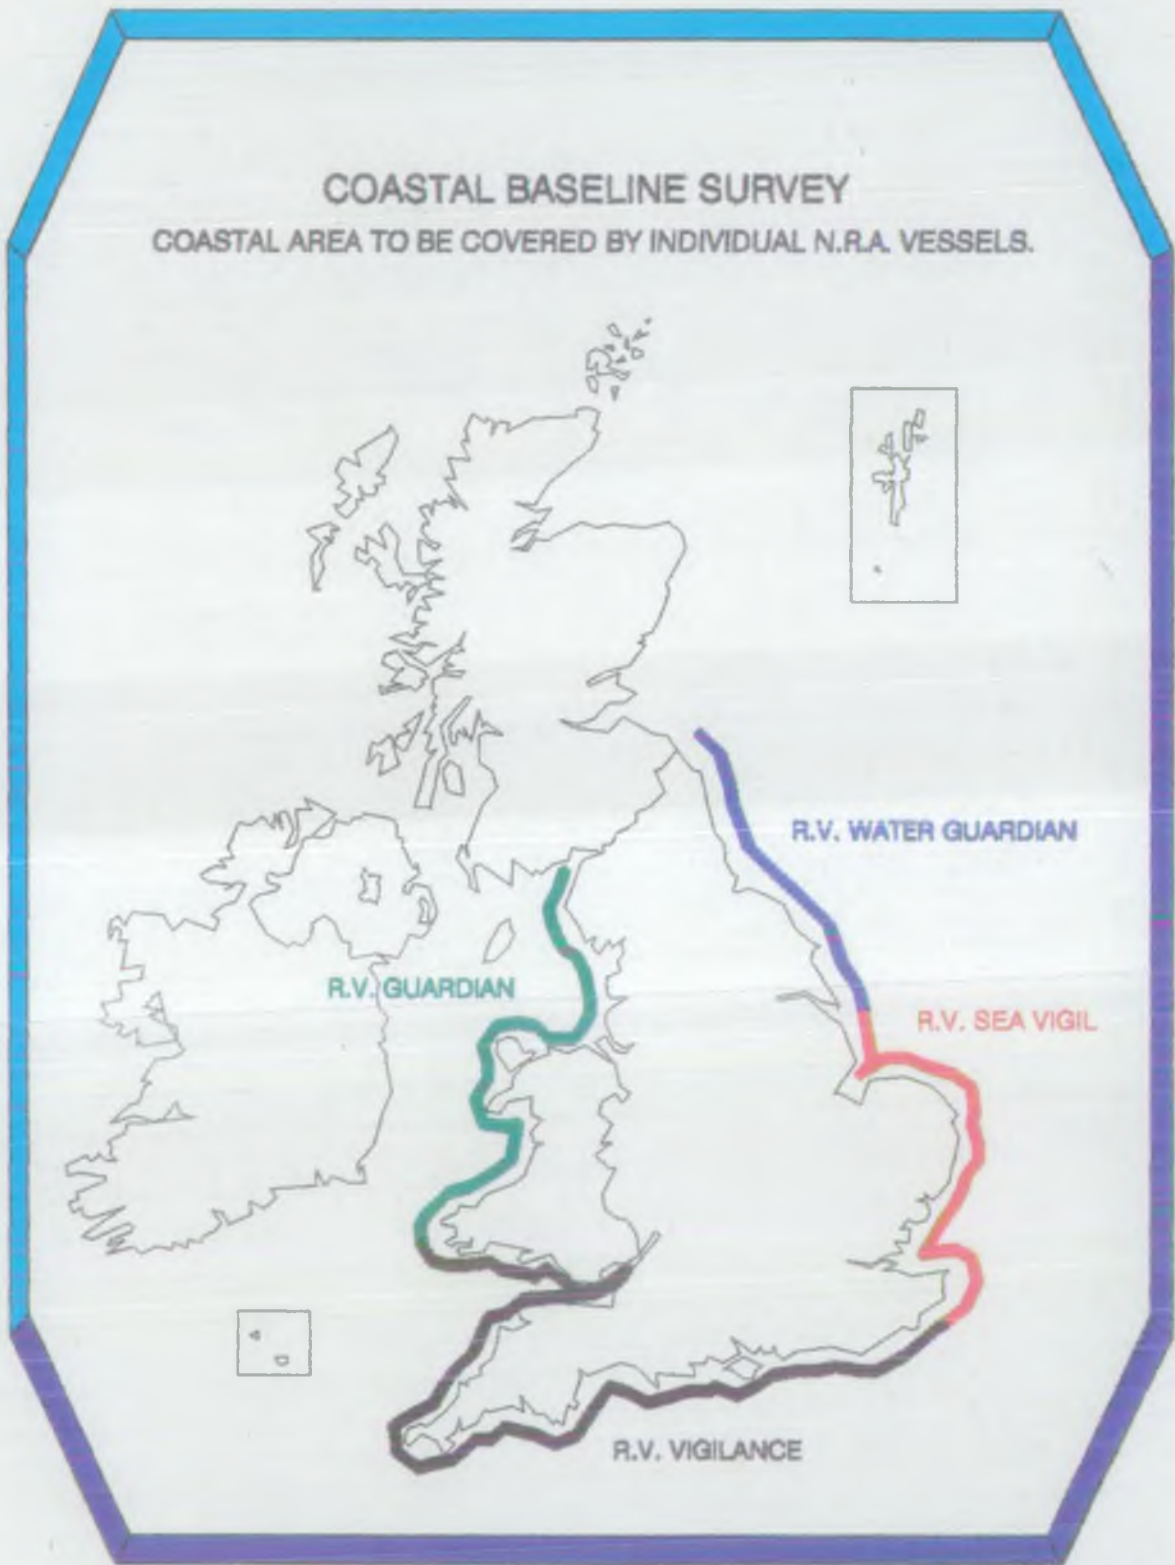 COASTAL BASELINE SURVEY
COASTAL AREA TO BE COVERED BY INDIVIDUAL N.R.A. VESSELS.
R.V. WATER GUARDIAN
R.V. GUARDIAN
R.V. SEA VIGIL
R.V. VIGILANCE